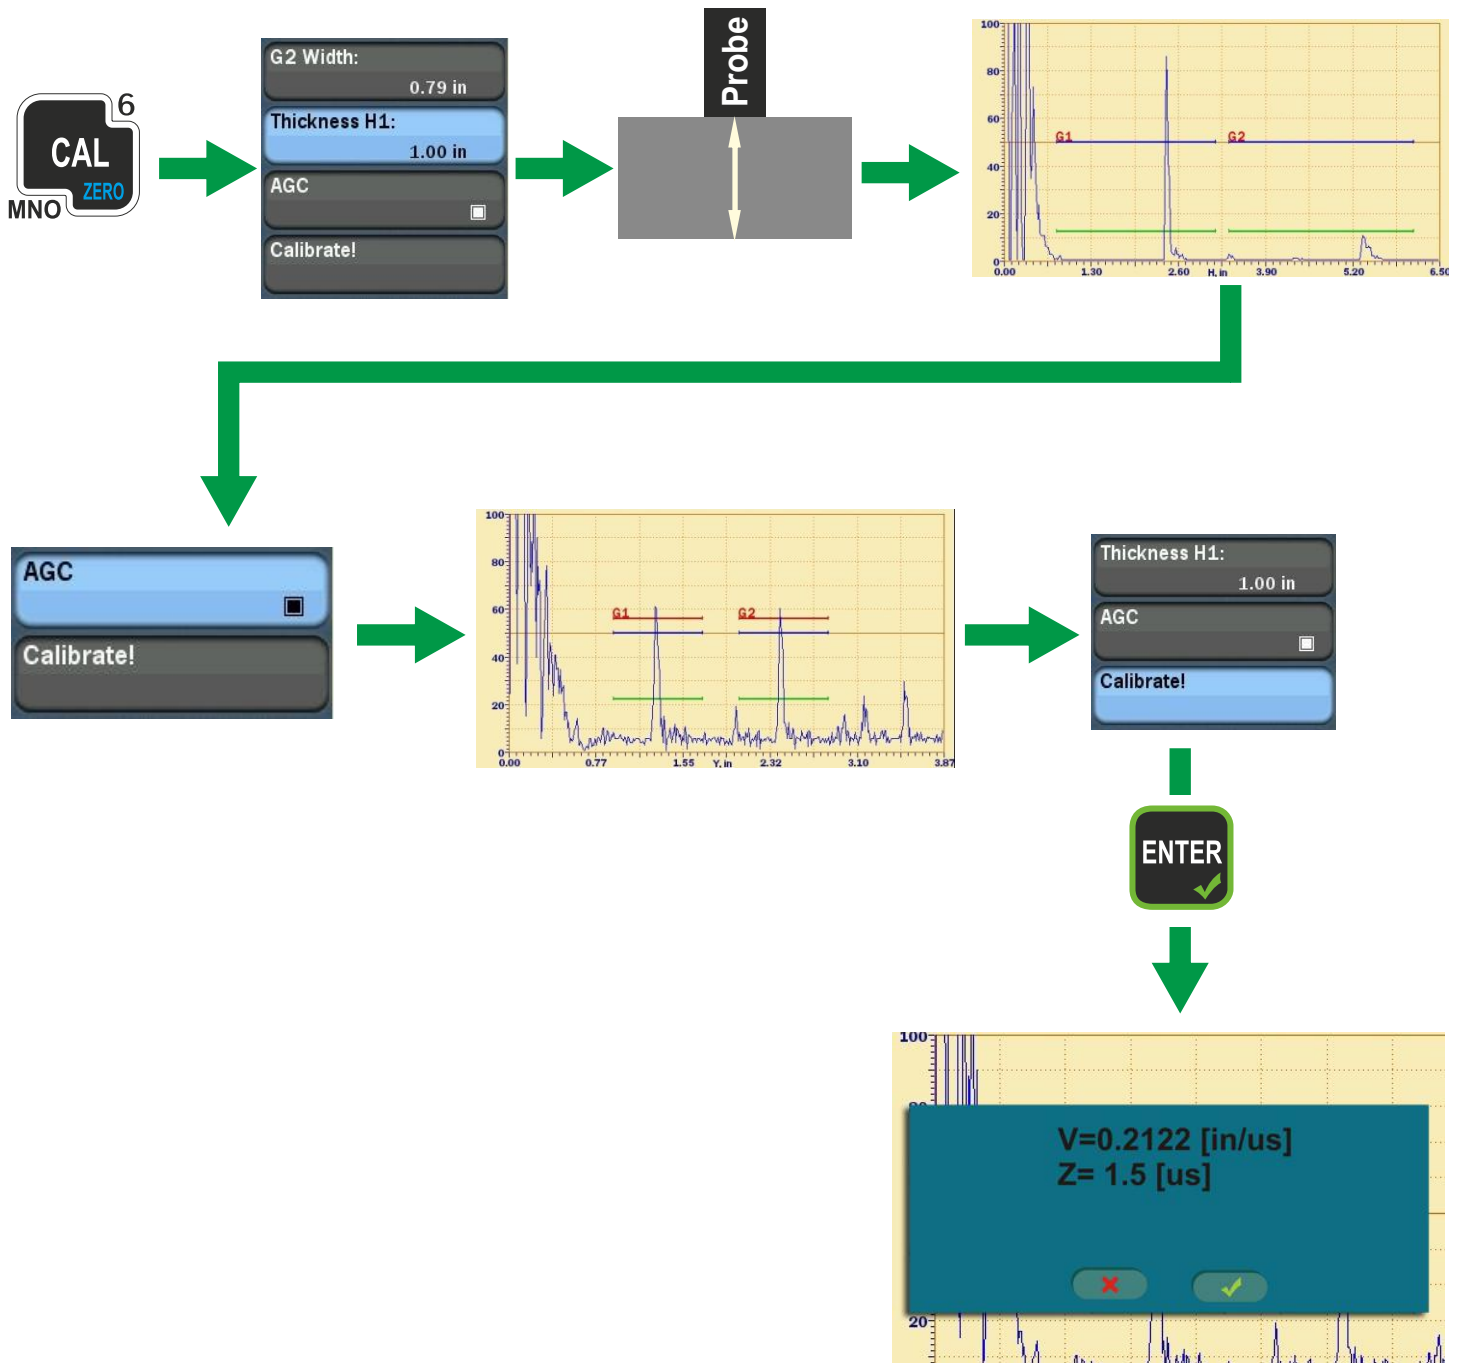 6
CAL
ZERO
MNO
G2 Width:
0.79 in
Thickness H1:
1.00 in
AGC
Calibrate!
Probe
100
80
60
40
20
0
G1
G2
0.00 1.30 2.60 H, in 3.90 5.20 6.50
AGC
Calibrate!
100
80
60
40
20
0
G1
G2
0.00 0.77 1.55 Y, in 2.32 3.10 3.87
Thickness H1:
1.00 in
AGC
Calibrate!
ENTER
100
V=0.2122 [in/us]
Z= 1.5 [us]
20